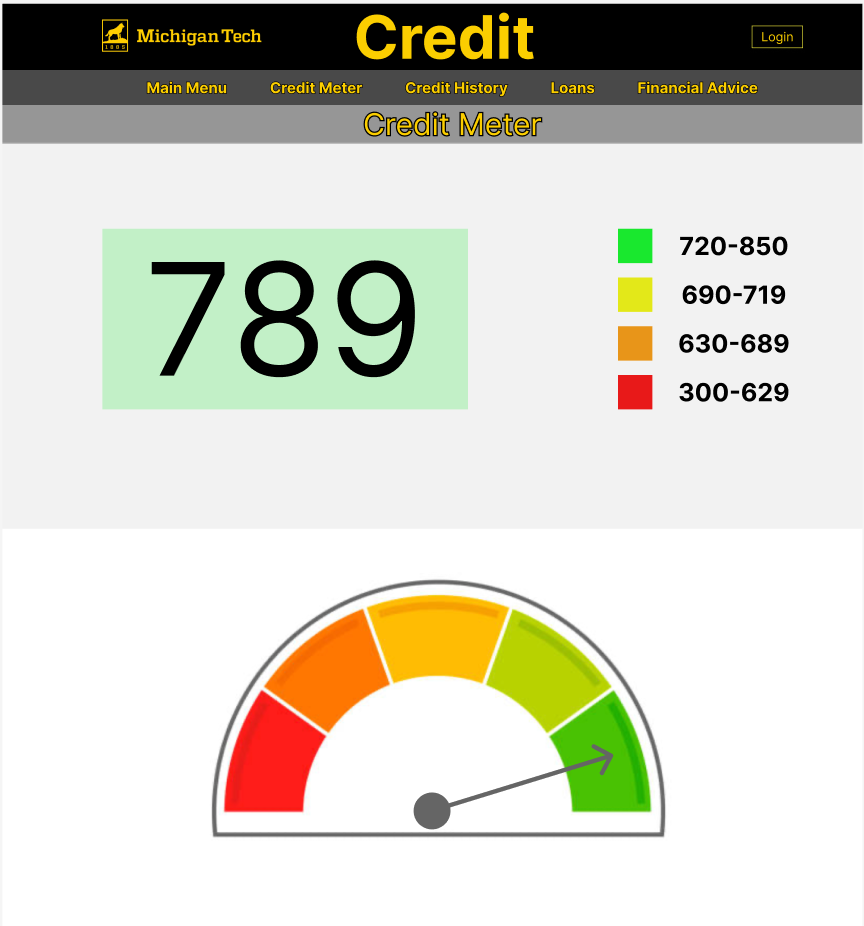 1885
Michigan Tech
Credit
Login
Main Menu
Credit Meter
Credit History
Loans
Financial Advice
Credit Meter
789
720-850
690-719
630-689
300-629